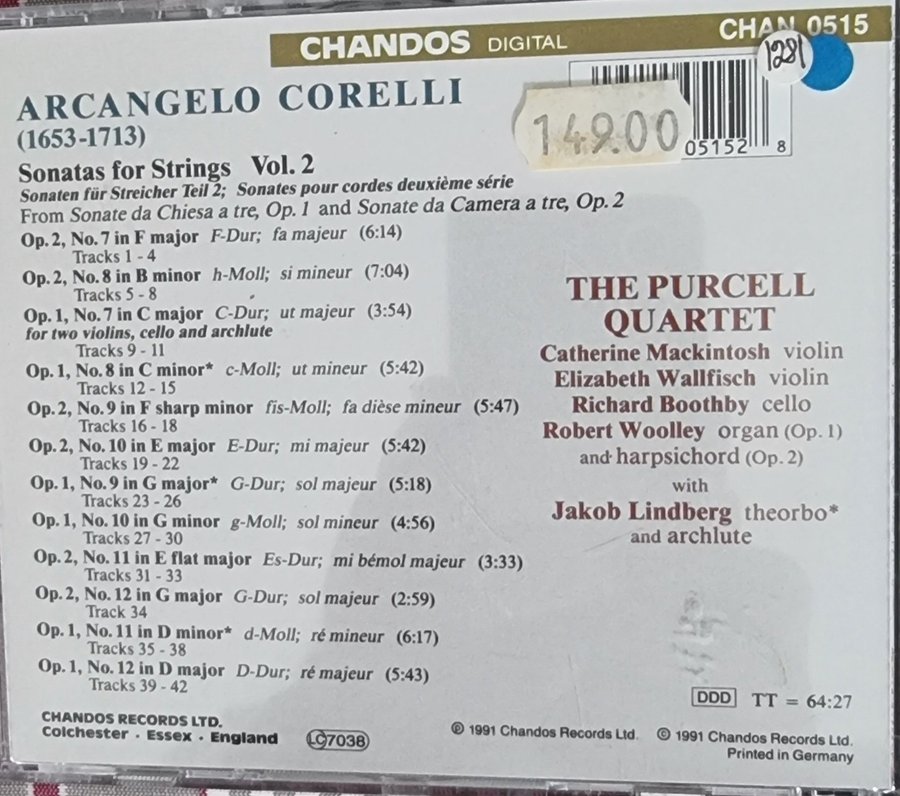 CHANDOS DIGITAL
CHAN 0515
1281
ARCANGELO CORELLI
(1653-1713)
149.00
05152 8
Sonatas for Strings Vol. 2
Sonaten für Streicher Teil 2; Sonates pour cordes deuxième série
From Sonate da Chiesa a tre, Op. 1 and Sonate da Camera a tre, Op. 2
Op. 2, No. 7 in F major F-Dur; fa majeur (6:14)
Tracks 1 - 4
Op. 2, No. 8 in B minor h-Moll; si mineur (7:04)
Tracks 5 - 8
Op. 1, No. 7 in C major C-Dur; ut majeur (3:54)
for two violins, cello and archlute
Tracks 9 - 11
Op. 1, No. 8 in C minor* c-Moll; ut mineur (5:42)
Tracks 12 - 15
Op. 2, No. 9 in F sharp minor fis-Moll; fa dièse mineur (5:47)
Tracks 16 - 18
Op. 2, No. 10 in E major E-Dur; mi majeur (5:42)
Tracks 19 - 22
Op. 1, No. 9 in G major* G-Dur; sol majeur (5:18)
Tracks 23 - 26
Op. 1, No. 10 in G minor g-Moll; sol mineur (4:56)
Tracks 27 - 30
Op. 2, No. 11 in E flat major Es-Dur; mi bémol majeur (3:33)
Tracks 31 - 33
Op. 2, No. 12 in G major G-Dur; sol majeur (2:59)
Track 34
Op. 1, No. 11 in D minor* d-Moll; ré mineur (6:17)
Tracks 35 - 38
Op. 1, No. 12 in D major D-Dur; ré majeur (5:43)
Tracks 39 - 42
THE PURCELL
QUARTET
Catherine Mackintosh violin
Elizabeth Wallfisch violin
Richard Boothby cello
Robert Woolley organ (Op. 1)
and harpsichord (Op. 2)
with
Jakob Lindberg theorbo*
and archlute
DDD TT = 64:27
CHANDOS RECORDS LTD.
Colchester · Essex · England
LC 7038
℗ 1991 Chandos Records Ltd. © 1991 Chandos Records Ltd.
Printed in Germany